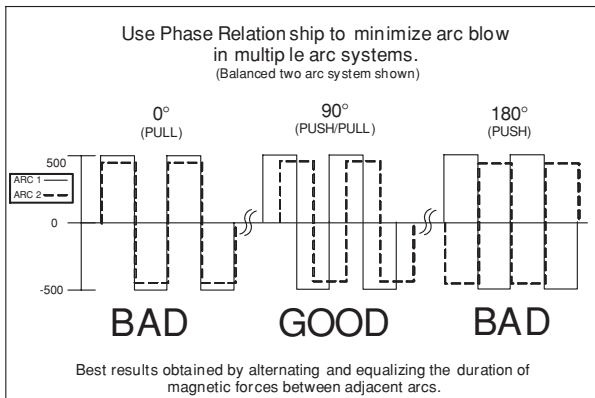 Use Phase Relation ship to minimize arc blow
in multip le arc systems.
(Balanced two arc system shown)
0°
(PULL)
90°
(PUSH/PULL)
180°
(PUSH)
500
ARC 1
ARC 2
0
-500
BAD
GOOD
BAD
Best results obtained by alternating and equalizing the duration of
magnetic forces between adjacent arcs.